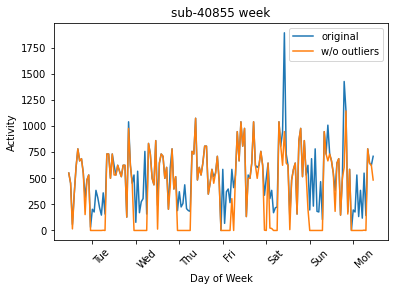 sub-40855 week
original
w/o outliers
1750
1500
1250
1000
750
500
250
0
Activity
Tue
Wed
Thu
Fri
Sat
Sun
Mon
Day of Week